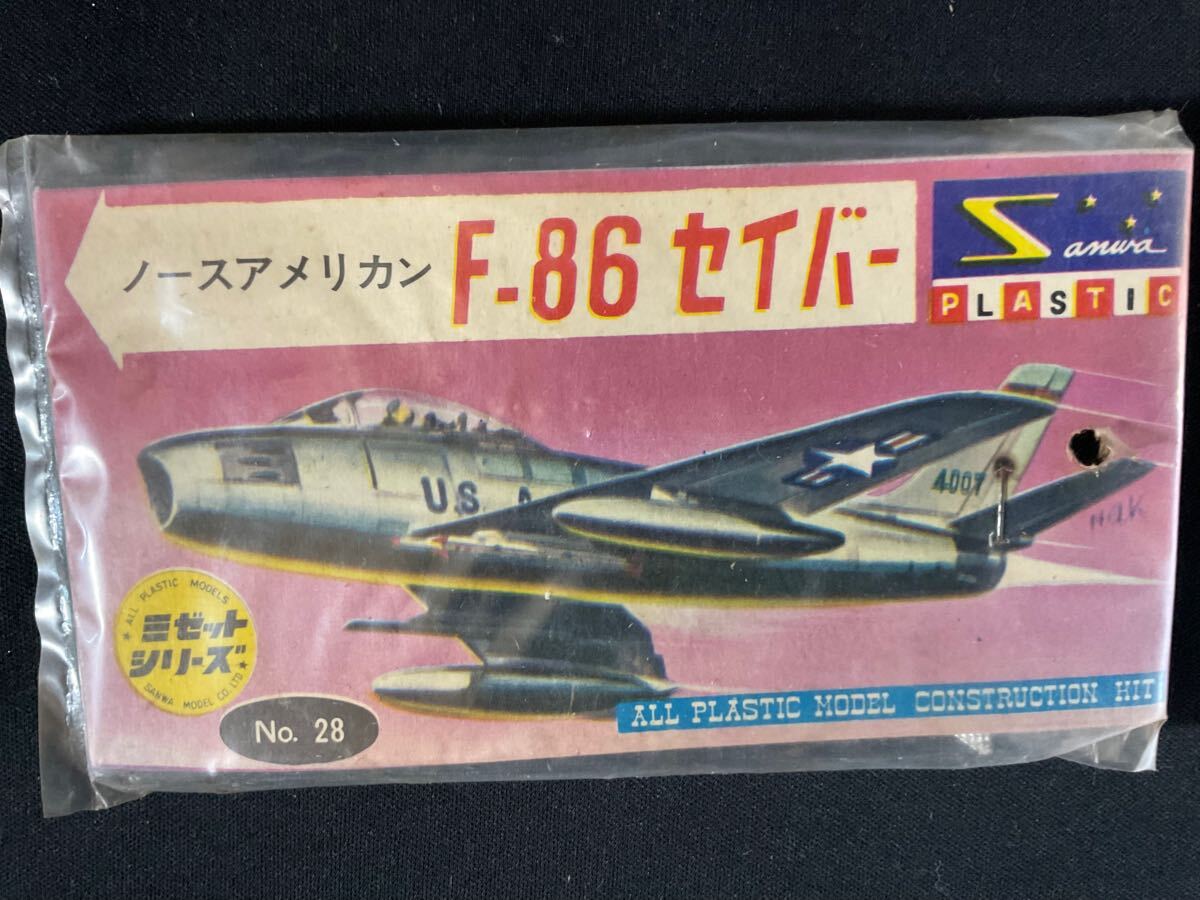 ノースアメリカン F-86 セイバー
Sanwa
PLASTIC
U.S.
4007
ALL PLASTIC MODELS
ミゼット
シリーズ
SANWA MODEL CO. LTD.
No. 28
ALL PLASTIC MODEL CONSTRUCTION KIT